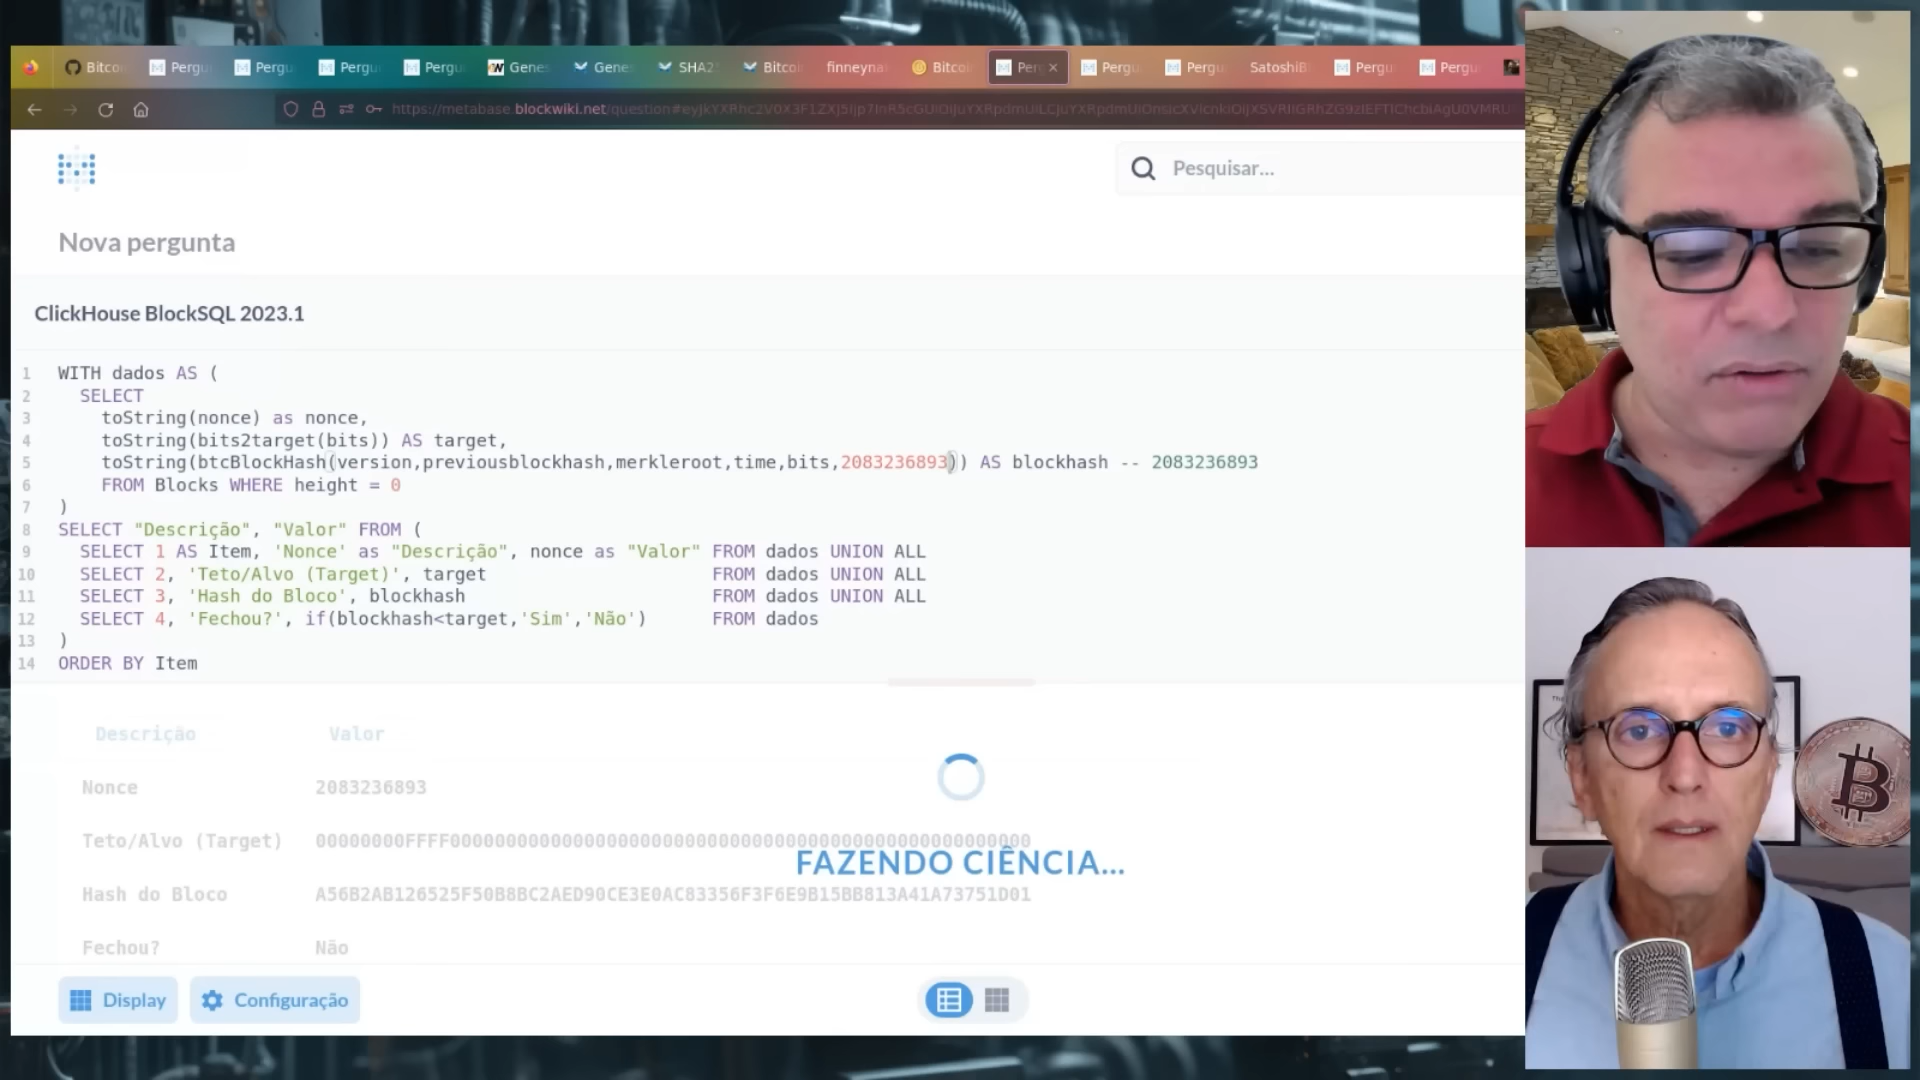 Bitco
Pergu
Pergu
Pergu
Pergu
Gene
Gene
SHA2
Bitcoi
finneyna
Bitcoi
Per
Pergu
Pergu
SatoshiB
Pergu
Pergu
Pesquisar...
Nova pergunta
ClickHouse BlockSQL 2023.1
1 WITH dados AS (
2 SELECT
3 toString(nonce) as nonce,
4 toString(bits2target(bits)) AS target,
5 toString(btcBlockHash(version,previousblockhash,merkleroot,time,bits,2083236893)) AS blockhash -- 2083236893
6 FROM Blocks WHERE height = 0
7 )
8 SELECT "Descrição", "Valor" FROM (
9 SELECT 1 AS Item, 'Nonce' as "Descrição", nonce as "Valor" FROM dados UNION ALL
10 SELECT 2, 'Teto/Alvo (Target)', target FROM dados UNION ALL
11 SELECT 3, 'Hash do Bloco', blockhash FROM dados UNION ALL
12 SELECT 4, 'Fechou?', if(blockhash<target,'Sim','Não') FROM dados
13 )
14 ORDER BY Item
Descrição Valor
Nonce 2083236893
Teto/Alvo (Target)
FAZENDO CIÊNCIA...
Hash do Bloco A56B2AB126525F50B8BC2AED90CE3E0AC83356F3F6E9B15BB813A41A73751D01
Fechou? Não
Display
Configuração